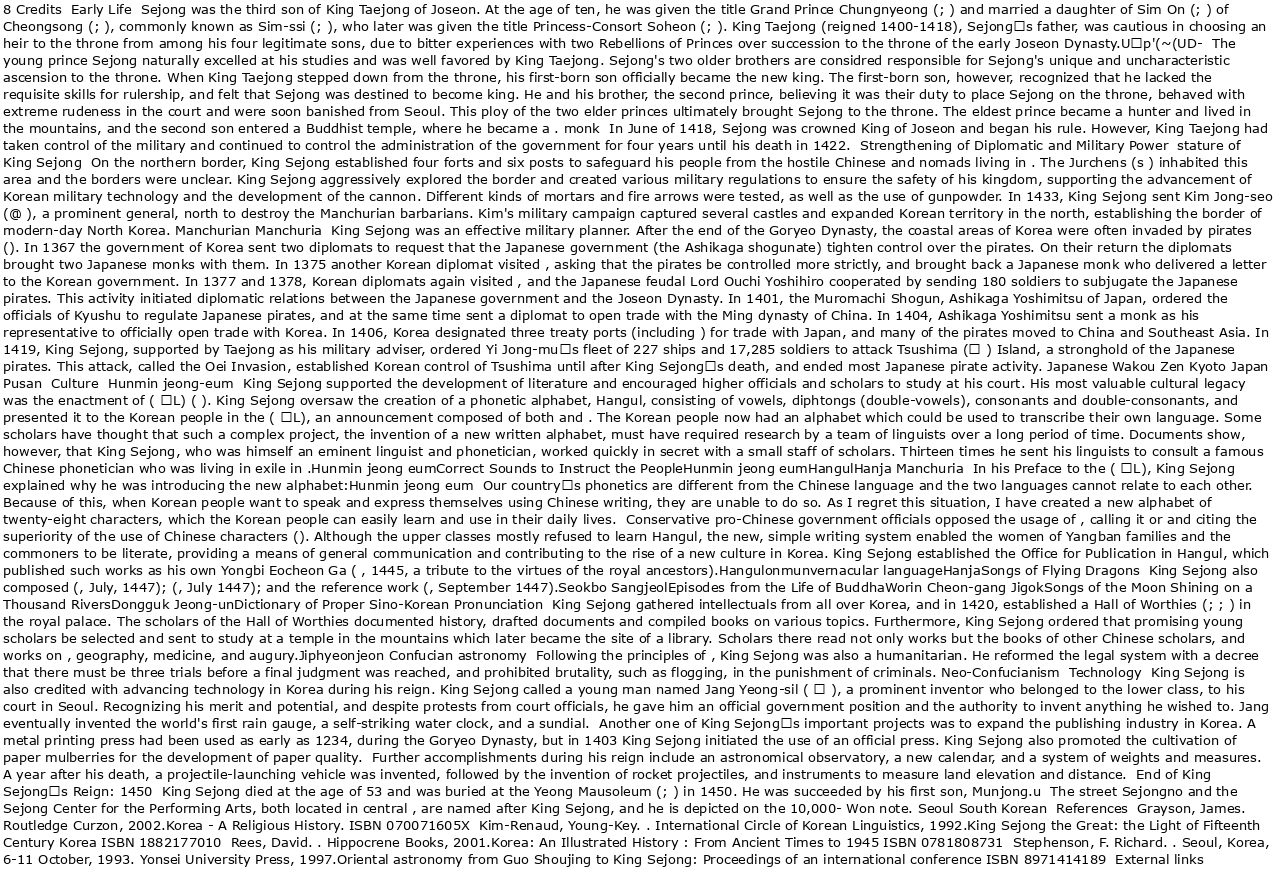 8 Credits  Early Life  Sejong was the third son of King Taejong of Joseon. At the age of ten, he was given the title Grand Prince Chungnyeong (; ) and married a daughter of Sim On (; ) of
Cheongsong (; ), commonly known as Sim-ssi (; ), who later was given the title Princess-Consort Soheon (; ). King Taejong (reigned 1400-1418), Sejong□s father, was cautious in choosing an
heir to the throne from among his four legitimate sons, due to bitter experiences with two Rebellions of Princes over succession to the throne of the early Joseon Dynasty.U□p'(~(UD-  The
young prince Sejong naturally excelled at his studies and was well favored by King Taejong. Sejong's two older brothers are considred responsible for Sejong's unique and uncharacteristic
ascension to the throne. When King Taejong stepped down from the throne, his first-born son officially became the new king. The first-born son, however, recognized that he lacked the
requisite skills for rulership, and felt that Sejong was destined to become king. He and his brother, the second prince, believing it was their duty to place Sejong on the throne, behaved with
extreme rudeness in the court and were soon banished from Seoul. This ploy of the two elder princes ultimately brought Sejong to the throne. The eldest prince became a hunter and lived in
the mountains, and the second son entered a Buddhist temple, where he became a . monk  In June of 1418, Sejong was crowned King of Joseon and began his rule. However, King Taejong had
taken control of the military and continued to control the administration of the government for four years until his death in 1422.  Strengthening of Diplomatic and Military Power  stature of
King Sejong  On the northern border, King Sejong established four forts and six posts to safeguard his people from the hostile Chinese and nomads living in . The Jurchens (s ) inhabited this
area and the borders were unclear. King Sejong aggressively explored the border and created various military regulations to ensure the safety of his kingdom, supporting the advancement of
Korean military technology and the development of the cannon. Different kinds of mortars and fire arrows were tested, as well as the use of gunpowder. In 1433, King Sejong sent Kim Jong-seo
(@ ), a prominent general, north to destroy the Manchurian barbarians. Kim's military campaign captured several castles and expanded Korean territory in the north, establishing the border of
modern-day North Korea. Manchurian Manchuria  King Sejong was an effective military planner. After the end of the Goryeo Dynasty, the coastal areas of Korea were often invaded by pirates
(). In 1367 the government of Korea sent two diplomats to request that the Japanese government (the Ashikaga shogunate) tighten control over the pirates. On their return the diplomats
brought two Japanese monks with them. In 1375 another Korean diplomat visited , asking that the pirates be controlled more strictly, and brought back a Japanese monk who delivered a letter
to the Korean government. In 1377 and 1378, Korean diplomats again visited , and the Japanese feudal Lord Ouchi Yoshihiro cooperated by sending 180 soldiers to subjugate the Japanese
pirates. This activity initiated diplomatic relations between the Japanese government and the Joseon Dynasty. In 1401, the Muromachi Shogun, Ashikaga Yoshimitsu of Japan, ordered the
officials of Kyushu to regulate Japanese pirates, and at the same time sent a diplomat to open trade with the Ming dynasty of China. In 1404, Ashikaga Yoshimitsu sent a monk as his
representative to officially open trade with Korea. In 1406, Korea designated three treaty ports (including ) for trade with Japan, and many of the pirates moved to China and Southeast Asia. In
1419, King Sejong, supported by Taejong as his military adviser, ordered Yi Jong-mu□s fleet of 227 ships and 17,285 soldiers to attack Tsushima (□ ) Island, a stronghold of the Japanese
pirates. This attack, called the Oei Invasion, established Korean control of Tsushima until after King Sejong□s death, and ended most Japanese pirate activity. Japanese Wakou Zen Kyoto Japan
Pusan  Culture  Hunmin jeong-eum  King Sejong supported the development of literature and encouraged higher officials and scholars to study at his court. His most valuable cultural legacy
was the enactment of ( □L) ( ). King Sejong oversaw the creation of a phonetic alphabet, Hangul, consisting of vowels, diphtongs (double-vowels), consonants and double-consonants, and
presented it to the Korean people in the ( □L), an announcement composed of both and . The Korean people now had an alphabet which could be used to transcribe their own language. Some
scholars have thought that such a complex project, the invention of a new written alphabet, must have required research by a team of linguists over a long period of time. Documents show,
however, that King Sejong, who was himself an eminent linguist and phonetician, worked quickly in secret with a small staff of scholars. Thirteen times he sent his linguists to consult a famous
Chinese phonetician who was living in exile in .Hunmin jeong eumCorrect Sounds to Instruct the PeopleHunmin jeong eumHangulHanja Manchuria  In his Preface to the ( □L), King Sejong
explained why he was introducing the new alphabet:Hunmin jeong eum  Our country□s phonetics are different from the Chinese language and the two languages cannot relate to each other.
Because of this, when Korean people want to speak and express themselves using Chinese writing, they are unable to do so. As I regret this situation, I have created a new alphabet of
twenty-eight characters, which the Korean people can easily learn and use in their daily lives.  Conservative pro-Chinese government officials opposed the usage of , calling it or and citing the
superiority of the use of Chinese characters (). Although the upper classes mostly refused to learn Hangul, the new, simple writing system enabled the women of Yangban families and the
commoners to be literate, providing a means of general communication and contributing to the rise of a new culture in Korea. King Sejong established the Office for Publication in Hangul, which
published such works as his own Yongbi Eocheon Ga ( , 1445, a tribute to the virtues of the royal ancestors).Hangulonmunvernacular languageHanjaSongs of Flying Dragons  King Sejong also
composed (, July, 1447); (, July 1447); and the reference work (, September 1447).Seokbo SangjeolEpisodes from the Life of BuddhaWorin Cheon-gang JigokSongs of the Moon Shining on a
Thousand RiversDongguk Jeong-unDictionary of Proper Sino-Korean Pronunciation  King Sejong gathered intellectuals from all over Korea, and in 1420, established a Hall of Worthies (; ; ) in
the royal palace. The scholars of the Hall of Worthies documented history, drafted documents and compiled books on various topics. Furthermore, King Sejong ordered that promising young
scholars be selected and sent to study at a temple in the mountains which later became the site of a library. Scholars there read not only works but the books of other Chinese scholars, and
works on , geography, medicine, and augury.Jiphyeonjeon Confucian astronomy  Following the principles of , King Sejong was also a humanitarian. He reformed the legal system with a decree
that there must be three trials before a final judgment was reached, and prohibited brutality, such as flogging, in the punishment of criminals. Neo-Confucianism  Technology  King Sejong is
also credited with advancing technology in Korea during his reign. King Sejong called a young man named Jang Yeong-sil ( □ ), a prominent inventor who belonged to the lower class, to his
court in Seoul. Recognizing his merit and potential, and despite protests from court officials, he gave him an official government position and the authority to invent anything he wished to. Jang
eventually invented the world's first rain gauge, a self-striking water clock, and a sundial.  Another one of King Sejong□s important projects was to expand the publishing industry in Korea. A
metal printing press had been used as early as 1234, during the Goryeo Dynasty, but in 1403 King Sejong initiated the use of an official press. King Sejong also promoted the cultivation of
paper mulberries for the development of paper quality.  Further accomplishments during his reign include an astronomical observatory, a new calendar, and a system of weights and measures.
A year after his death, a projectile-launching vehicle was invented, followed by the invention of rocket projectiles, and instruments to measure land elevation and distance.  End of King
Sejong□s Reign: 1450  King Sejong died at the age of 53 and was buried at the Yeong Mausoleum (; ) in 1450. He was succeeded by his first son, Munjong.u  The street Sejongno and the
Sejong Center for the Performing Arts, both located in central , are named after King Sejong, and he is depicted on the 10,000- Won note. Seoul South Korean  References  Grayson, James.
Routledge Curzon, 2002.Korea - A Religious History. ISBN 070071605X  Kim-Renaud, Young-Key. . International Circle of Korean Linguistics, 1992.King Sejong the Great: the Light of Fifteenth
Century Korea ISBN 1882177010  Rees, David. . Hippocrene Books, 2001.Korea: An Illustrated History : From Ancient Times to 1945 ISBN 0781808731  Stephenson, F. Richard. . Seoul, Korea,
6-11 October, 1993. Yonsei University Press, 1997.Oriental astronomy from Guo Shoujing to King Sejong: Proceedings of an international conference ISBN 8971414189  External links